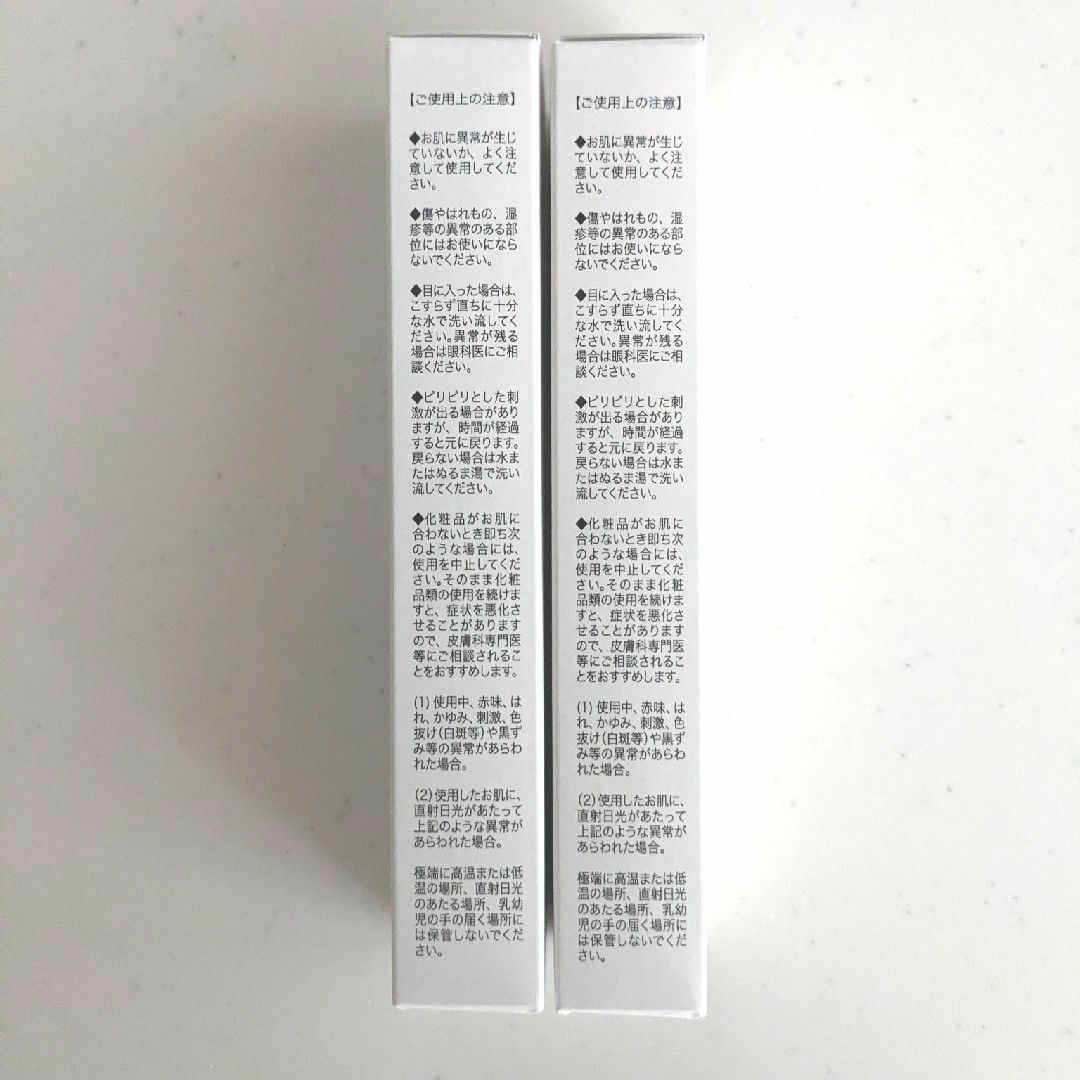 【ご使用上の注意】
◆お肌に異常が生じ
ていないか、よく注
意して使用してくだ
さい。
◆傷やはれもの、湿
疹等の異常のある部
位にはお使いになら
ないでください。
◆目に入った場合は、
こすらず直ちに十分
な水で洗い流してく
ださい。異常が残る
場合は眼科医にご相
談ください。
◆ピリピリとした刺
激が出る場合があり
ますが、時間が経過
すると元に戻ります。
戻らない場合は水ま
たはぬるま湯で洗い
流してください。
◆化粧品がお肌に
合わないとき即ち次
のような場合には、
使用を中止してくだ
さい。そのまま化粧
品類の使用を続けま
すと、症状を悪化さ
せることがあります
ので、皮膚科専門医
等にご相談されるこ
とをおすすめします。
(1) 使用中、赤味、は
れ、かゆみ、刺激、色
抜け(白斑等)や黒ず
み等の異常があらわ
れた場合。
(2)使用したお肌に、
直射日光があたって
上記のような異常が
あらわれた場合。
極端に高温または低
温の場所、直射日光
のあたる場所、乳幼
児の手の届く場所に
は保管しないでくだ
さい。
【ご使用上の注意】
◆お肌に異常が生じ
ていないか、よく注
意して使用してくだ
さい。
◆傷やはれもの、湿
疹等の異常のある部
位にはお使いになら
ないでください。
◆目に入った場合は、
こすらず直ちに十分
な水で洗い流してく
ださい。異常が残る
場合は眼科医にご相
談ください。
◆ピリピリとした刺
激が出る場合があり
ますが、時間が経過
すると元に戻ります。
戻らない場合は水ま
たはぬるま湯で洗い
流してください。
◆化粧品がお肌に
合わないとき即ち次
のような場合には、
使用を中止してくだ
さい。そのまま化粧
品類の使用を続けま
すと、症状を悪化さ
せることがあります
ので、皮膚科専門医
等にご相談されるこ
とをおすすめします。
(1) 使用中、赤味、は
れ、かゆみ、刺激、色
抜け(白斑等)や黒ず
み等の異常があらわ
れた場合。
(2)使用したお肌に、
直射日光があたって
上記のような異常が
あらわれた場合。
極端に高温または低
温の場所、直射日光
のあたる場所、乳幼
児の手の届く場所に
は保管しないでくだ
さい。